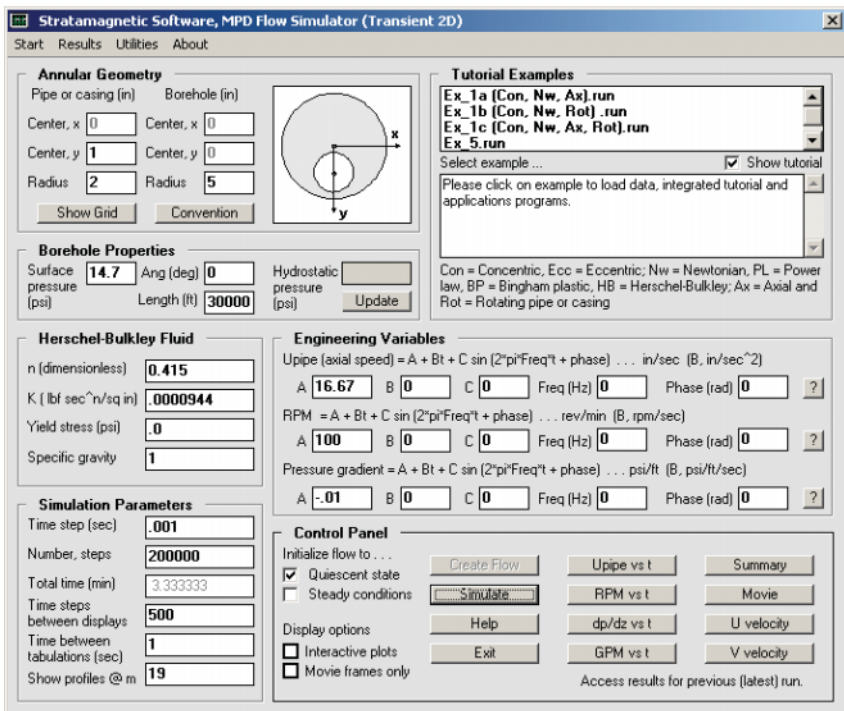 Stratamagnetic Software, MPD Flow Simulator (Transient 2D)
Start Results Utilities About
Annular Geometry
Pipe or casing (in) Borehole (in)
Center, x 0 Center, x 0
Center, y 1 Center, y 0
Radius 2 Radius 5
Show Grid Convention
x
y
Tutorial Examples
Ex_1a (Con, Nw, Ax).run
Ex_1b (Con, Nw, Rot) .run
Ex_1c (Con, Nw, Ax, Rot).run
Ex_5.run
Select example ... Show tutorial
Please click on example to load data, integrated tutorial and
applications programs.
Con = Concentric, Ecc = Eccentric; Nw = Newtonian, PL = Power
law, BP = Bingham plastic, HB = Herschel-Bulkley; Ax = Axial and
Rot = Rotating pipe or casing
Borehole Properties
Surface pressure (psi) 14.7 Ang (deg) 0
Length (ft) 30000
Hydrostatic pressure (psi) Update
Herschel-Bulkley Fluid
n (dimensionless) 0.415
K ( lbf sec^n/sq in) .0000944
Yield stress (psi) .0
Specific gravity 1
Engineering Variables
Upipe (axial speed) = A + Bt + C sin (2*pi*Freq*t + phase) . . . in/sec (B, in/sec^2)
A 16.67 B 0 C 0 Freq (Hz) 0 Phase (rad) 0 ?
RPM = A + Bt + C sin (2*pi*Freq*t + phase) . . . rev/min (B, rpm/sec)
A 100 B 0 C 0 Freq (Hz) 0 Phase (rad) 0 ?
Pressure gradient = A + Bt + C sin (2*pi*Freq*t + phase) . . . psi/ft (B, psi/ft/sec)
A -.01 B 0 C 0 Freq (Hz) 0 Phase (rad) 0 ?
Simulation Parameters
Time step (sec) .001
Number, steps 200000
Total time (min) 3.333333
Time steps
between displays 500
Time between
tabulations (sec) 1
Show profiles @ m 19
Control Panel
Initialize flow to . . .
Quiescent state
Steady conditions
Display options
Interactive plots
Movie frames only
Create Flow Upipe vs t Summary
Simulate RPM vs t Movie
Help dp/dz vs t U velocity
Exit GPM vs t V velocity
Access results for previous (latest) run.